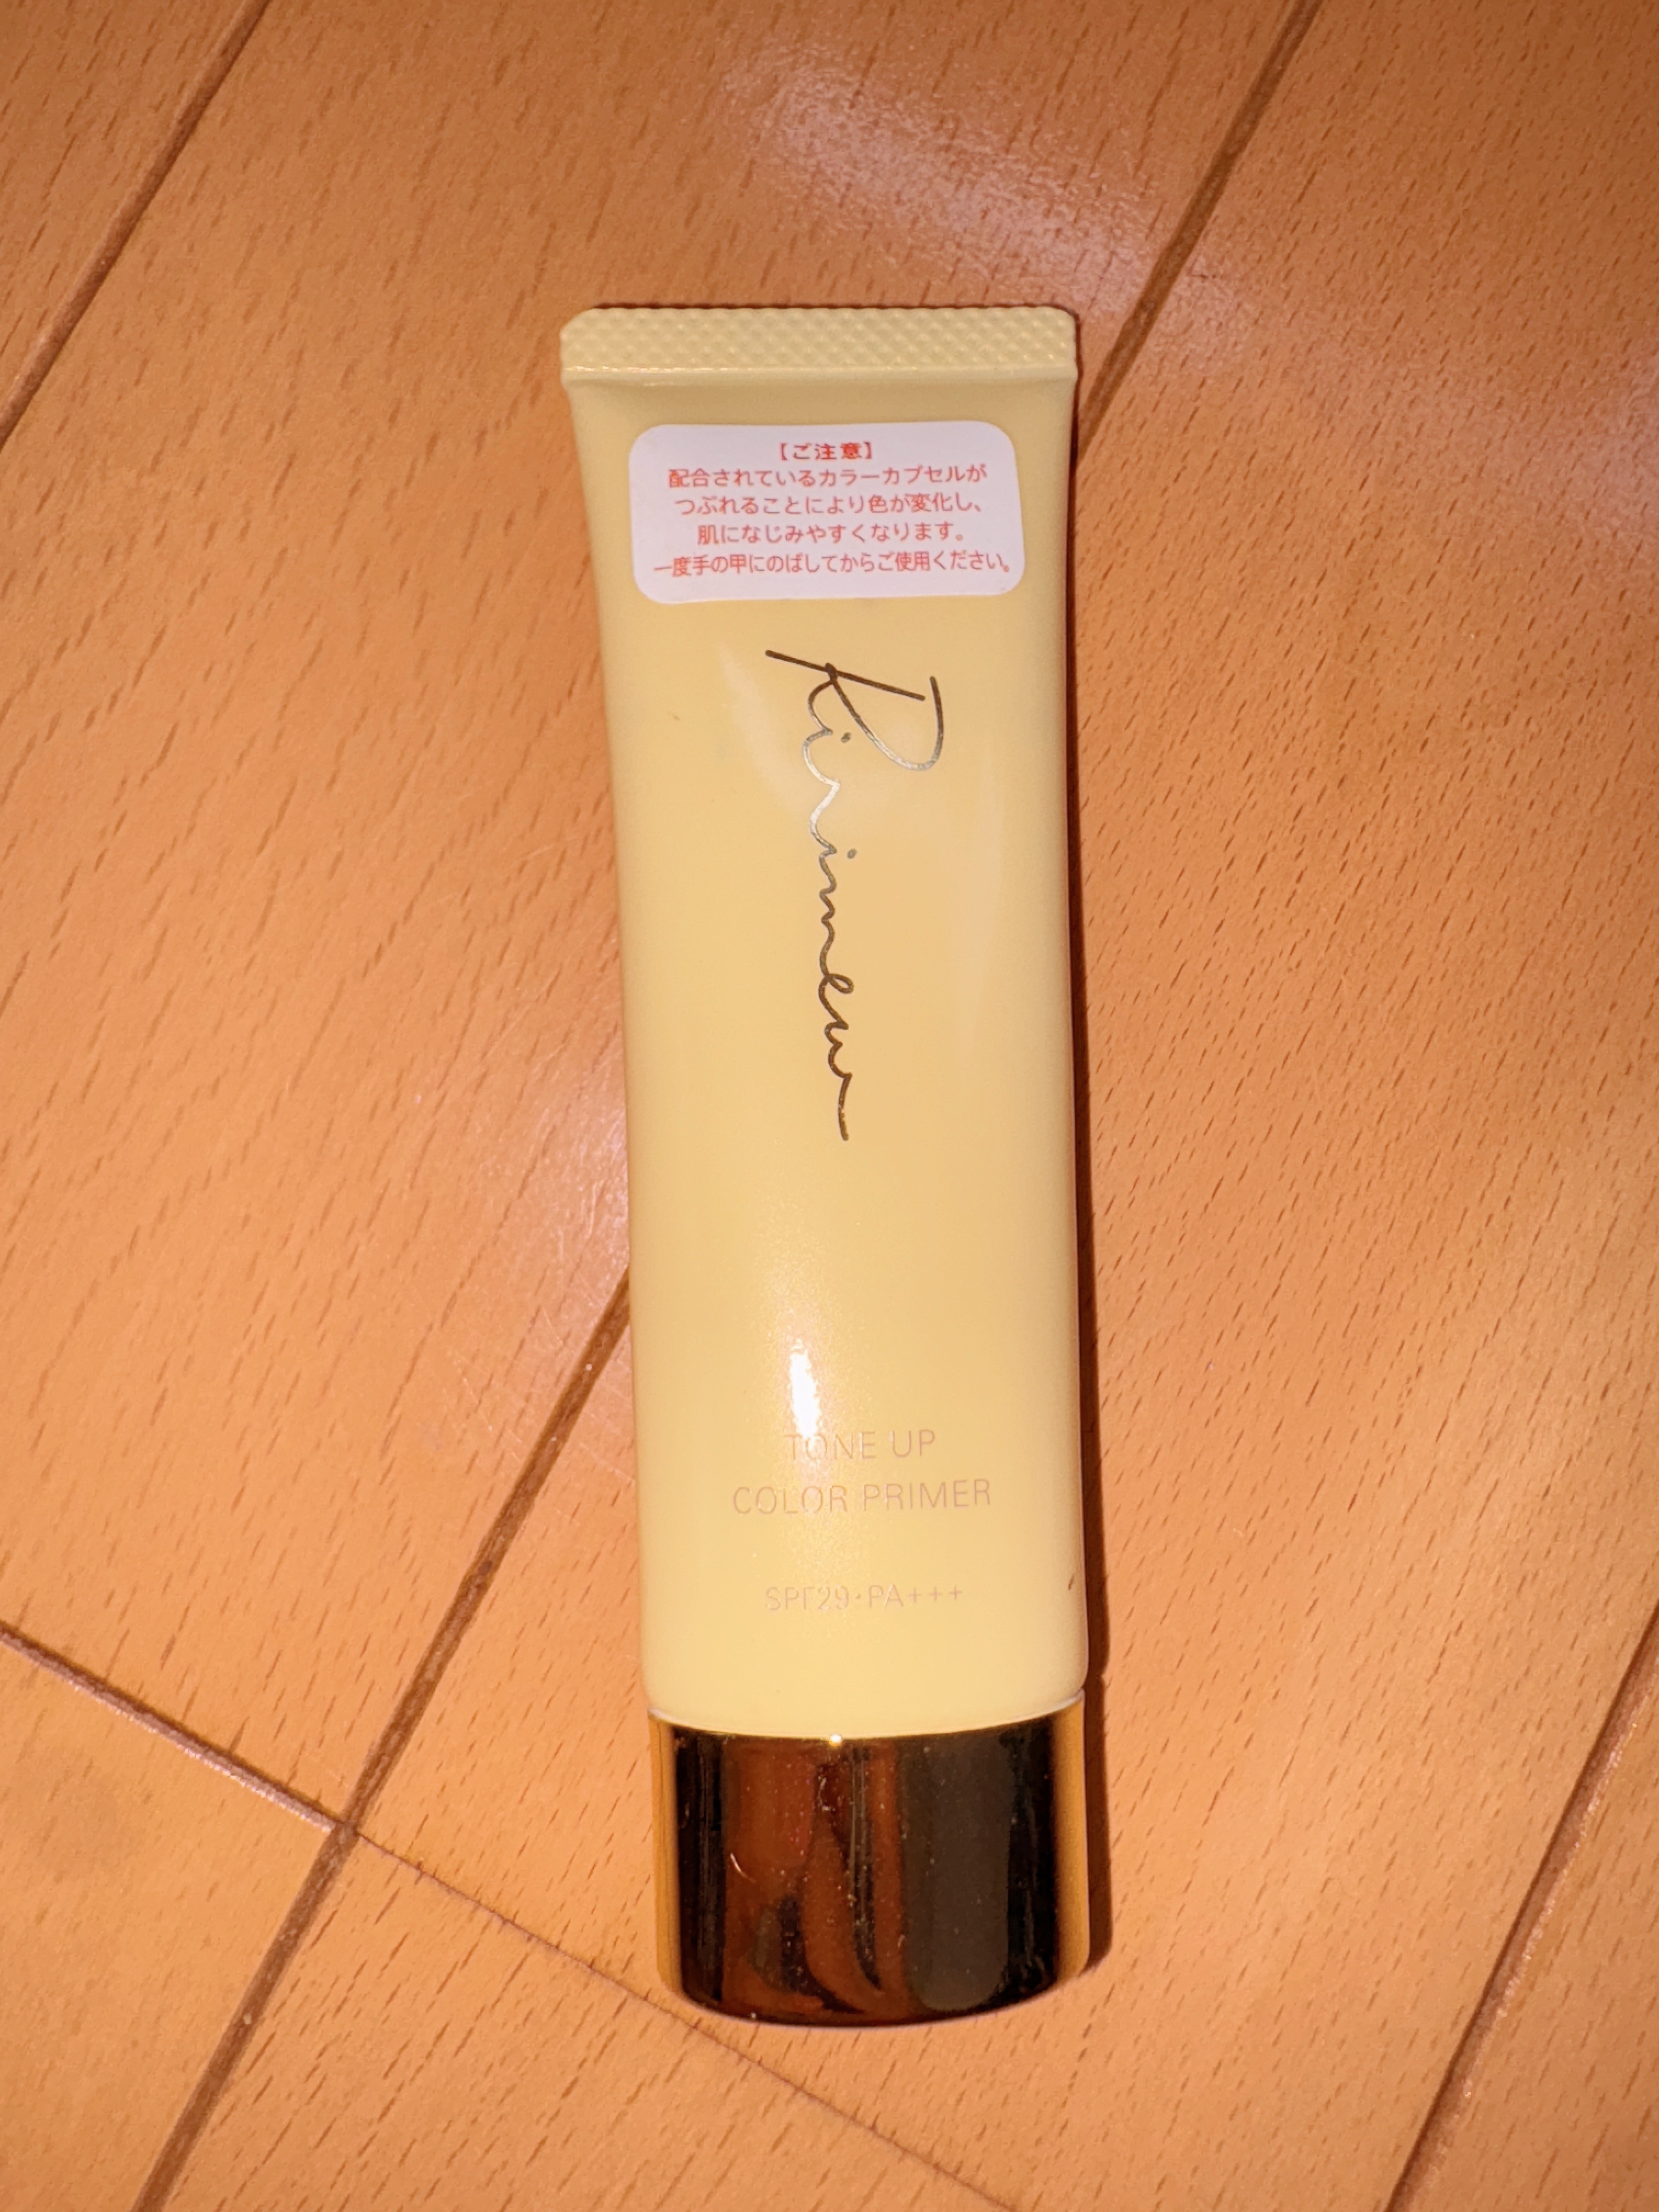 【ご注意】
配合されているカラーカプセルが
つぶれることにより色が変化し、
肌になじみやすくなります。
一度手の甲にのばしてからご使用ください。
Ririmew
TONE UP
COLOR PRIMER
SPF29・PA+++